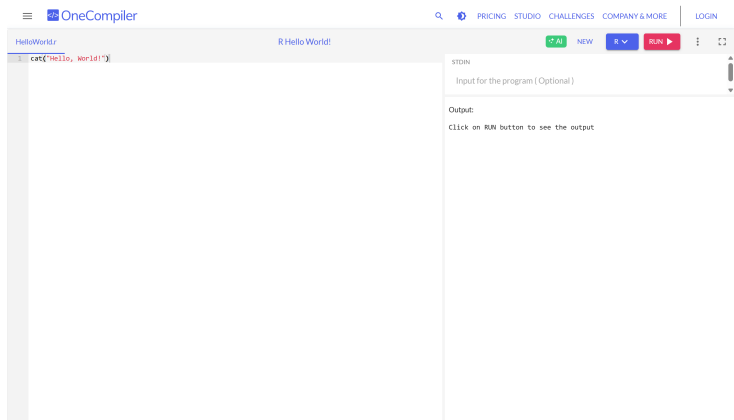 </> OneCompiler
PRICING STUDIO CHALLENGES COMPANY & MORE LOGIN
HelloWorld.r
R Hello World!
AI NEW R RUN
1 cat("Hello, World!")
STDIN
Input for the program ( Optional )
Output:
Click on RUN button to see the output